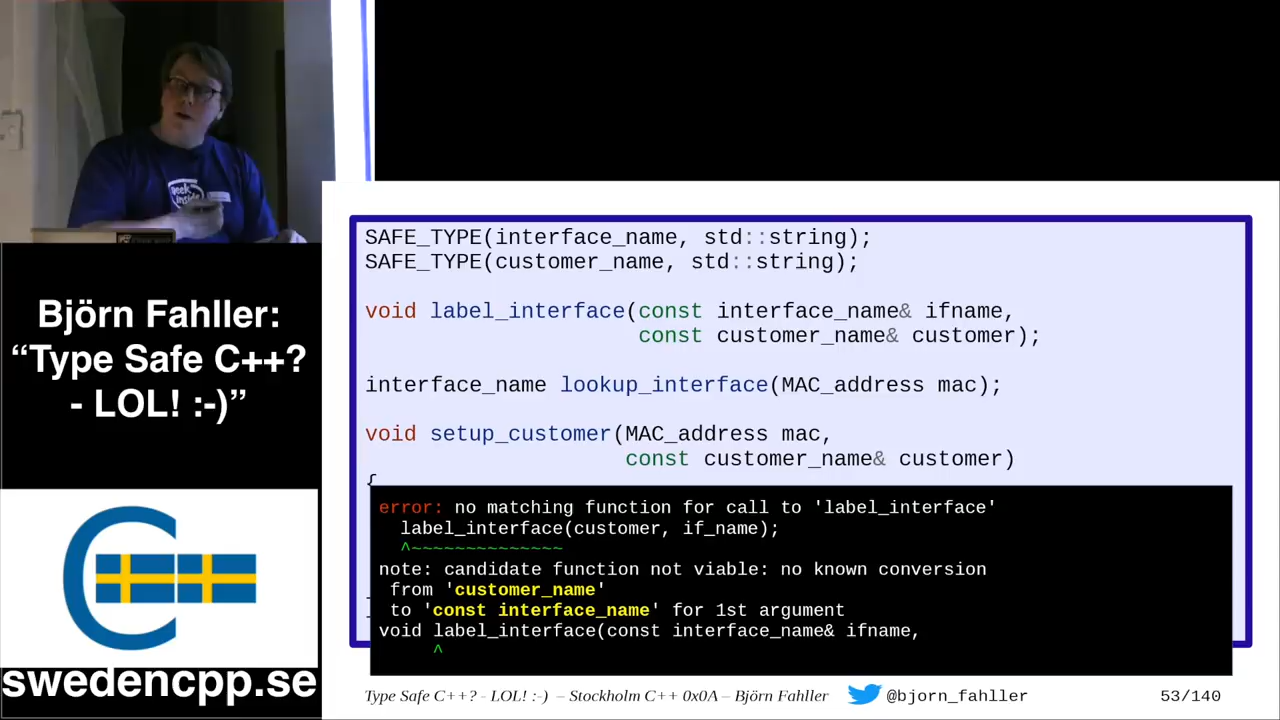 geek
inside
Björn Fahller:
“Type Safe C++?
- LOL! :-)”
swedencpp.se
SAFE_TYPE(interface_name, std::string);
SAFE_TYPE(customer_name, std::string);
void label_interface(const interface_name& ifname,
const customer_name& customer);
interface_name lookup_interface(MAC_address mac);
void setup_customer(MAC_address mac,
const customer_name& customer)
{
error: no matching function for call to 'label_interface'
label_interface(customer, if_name);
^~~~~~~~~~~~~~~
note: candidate function not viable: no known conversion
from 'customer_name'
to 'const interface_name' for 1st argument
void label_interface(const interface_name& ifname,
^
Type Safe C++? - LOL! :-) – Stockholm C++ 0x0A – Björn Fahller
@bjorn_fahller
53/140